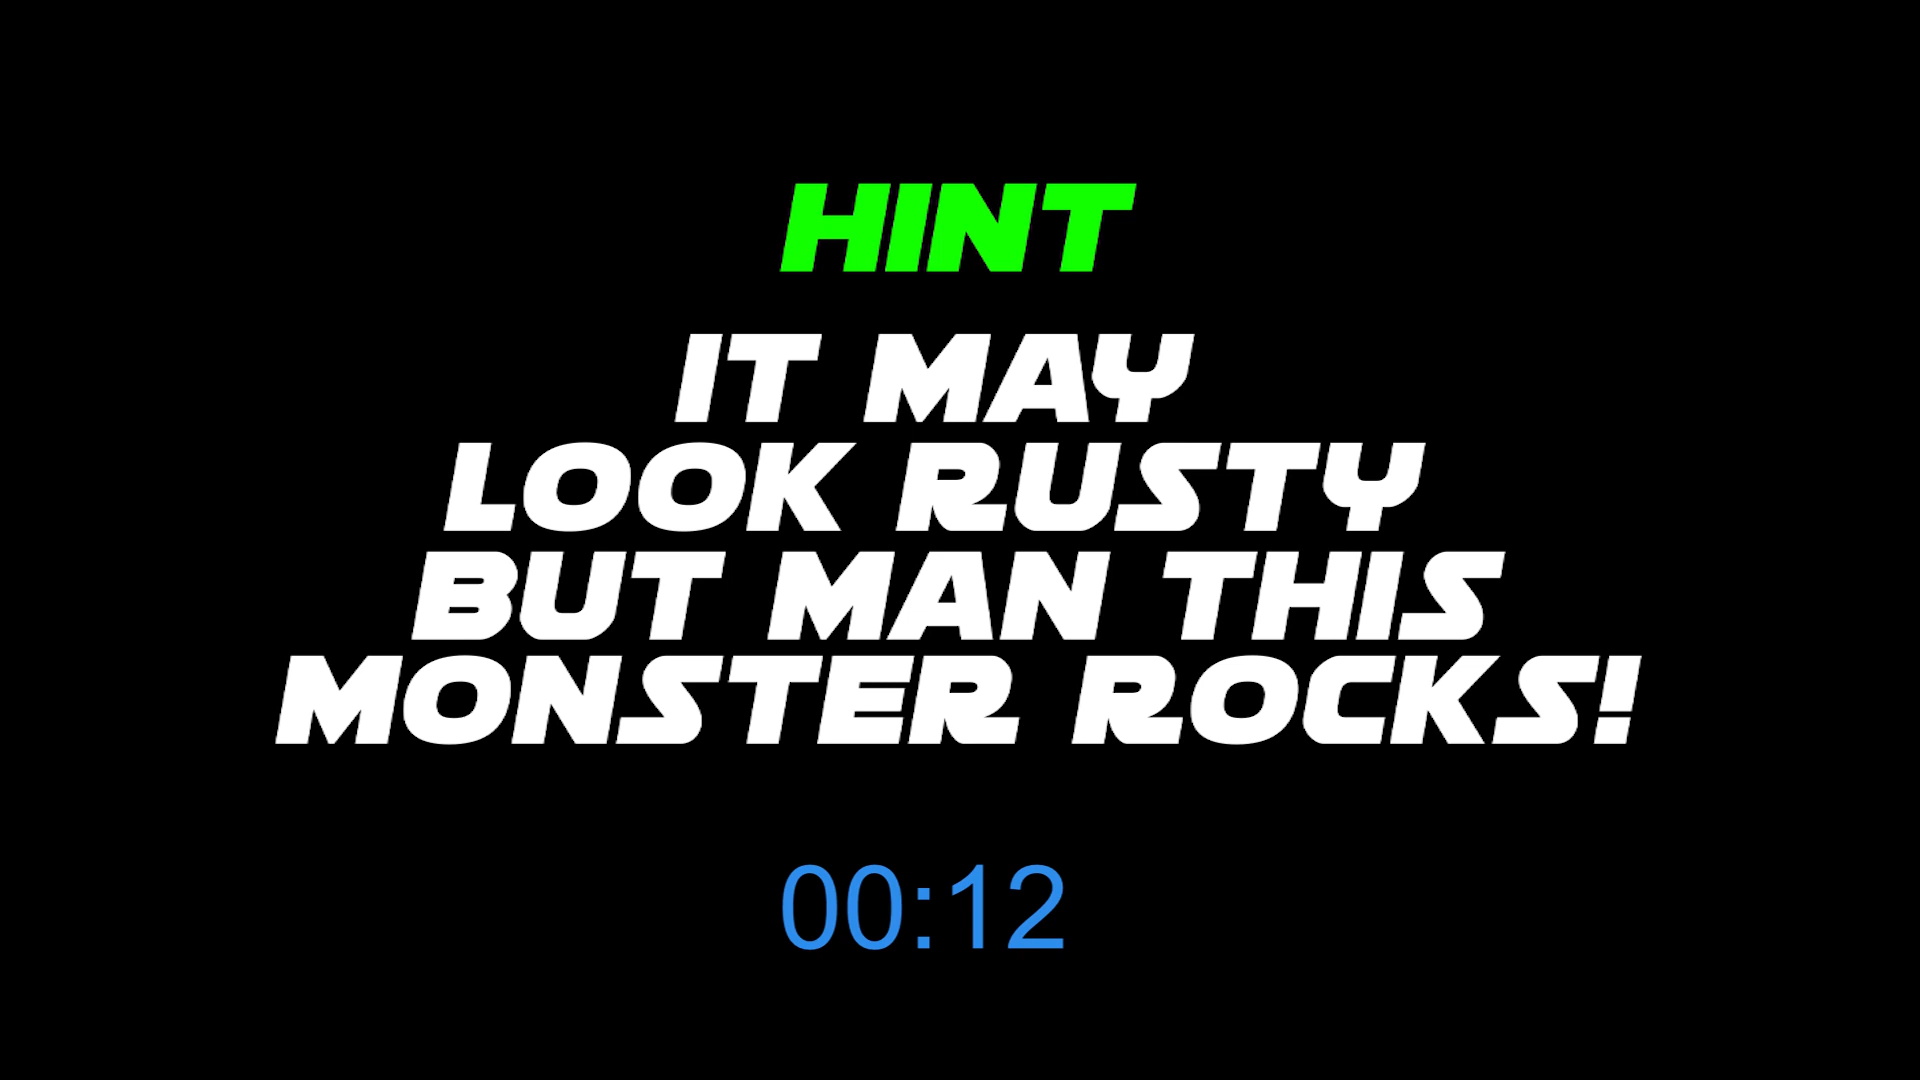 HINT
IT MAY
LOOK RUSTY
BUT MAN THIS
MONSTER ROCKS!
00:12